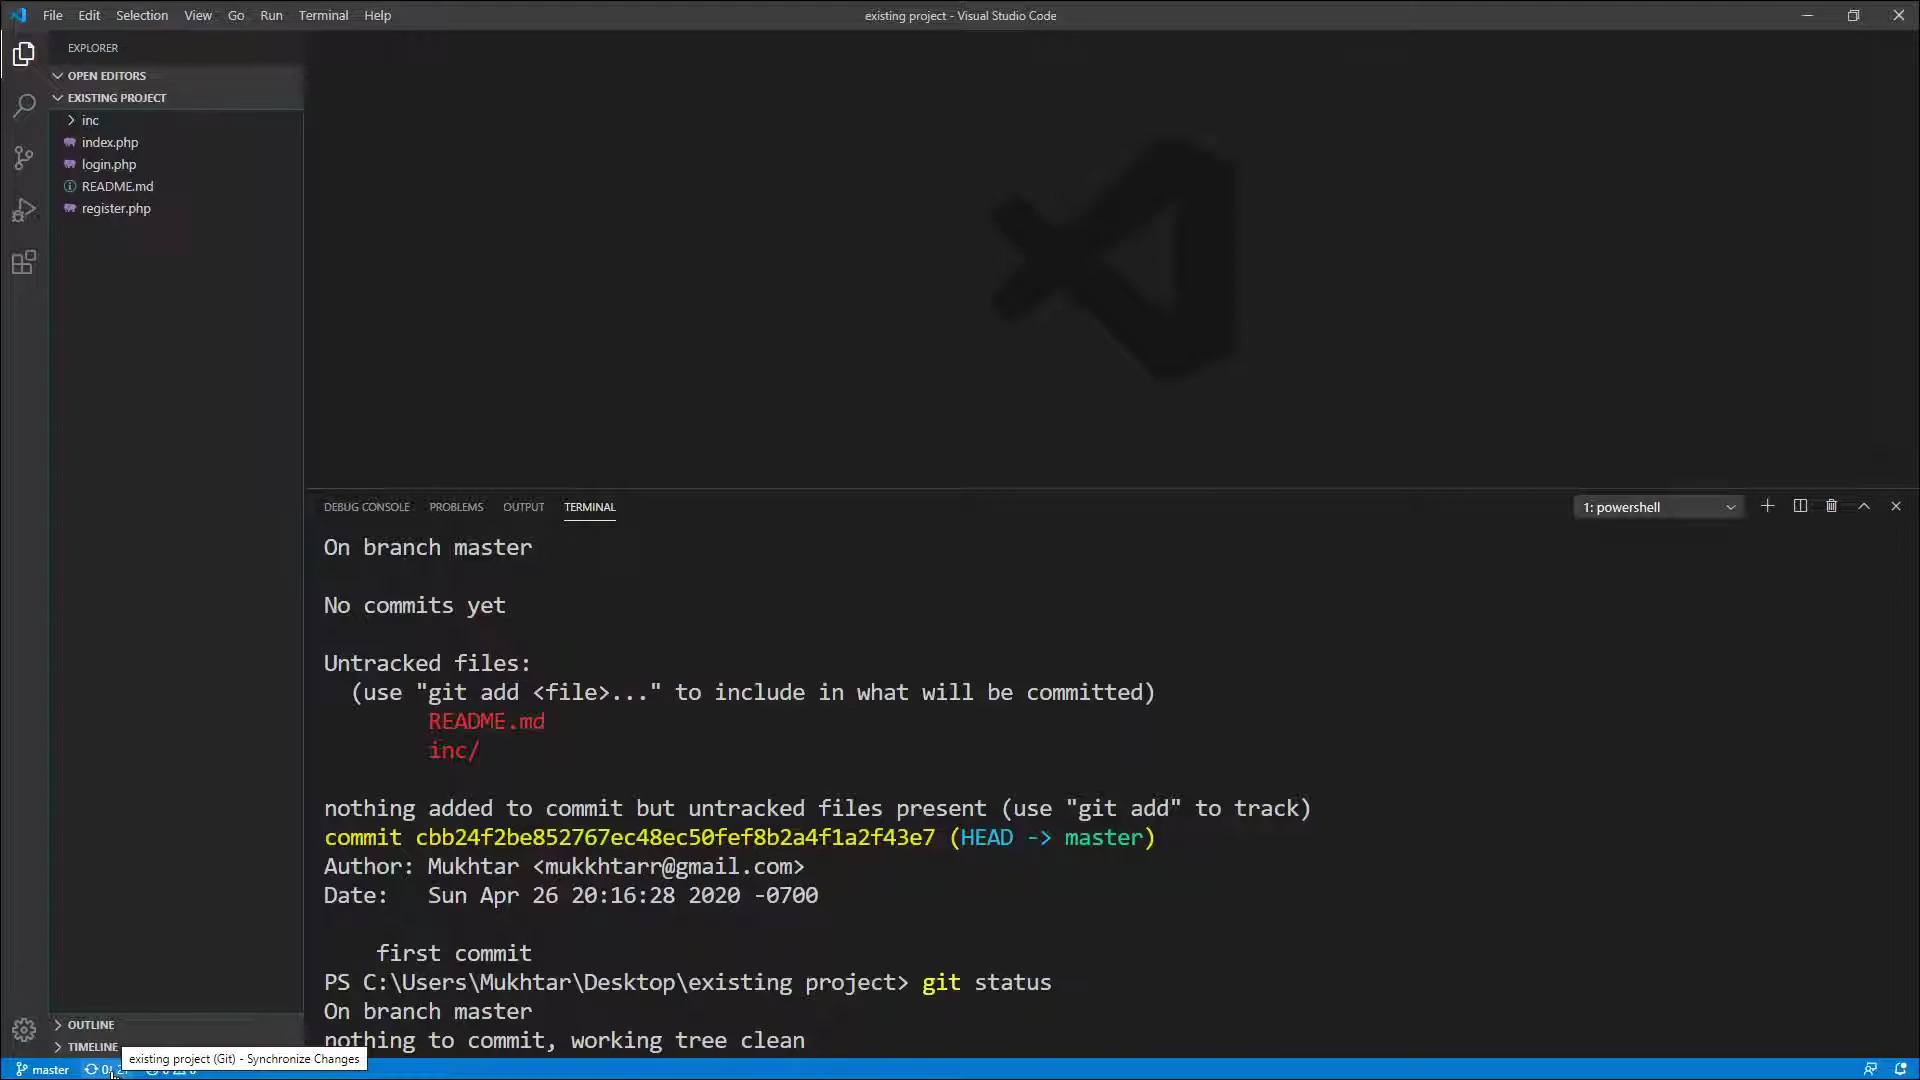 File Edit Selection View Go Run Terminal Help
existing project - Visual Studio Code
EXPLORER
OPEN EDITORS
EXISTING PROJECT
inc
index.php
login.php
README.md
register.php
DEBUG CONSOLE PROBLEMS OUTPUT TERMINAL
1: powershell
On branch master
No commits yet
Untracked files:
(use "git add <file>..." to include in what will be committed)
README.md
inc/
nothing added to commit but untracked files present (use "git add" to track)
commit cbb24f2be852767ec48ec50fef8b2a4f1a2f43e7 (HEAD -> master)
Author: Mukhtar <mukkhtarr@gmail.com>
Date: Sun Apr 26 20:16:28 2020 -0700
first commit
PS C:\Users\Mukhtar\Desktop\existing project> git status
On branch master
nothing to commit, working tree clean
OUTLINE
TIMELINE
existing project (Git) - Synchronize Changes
master